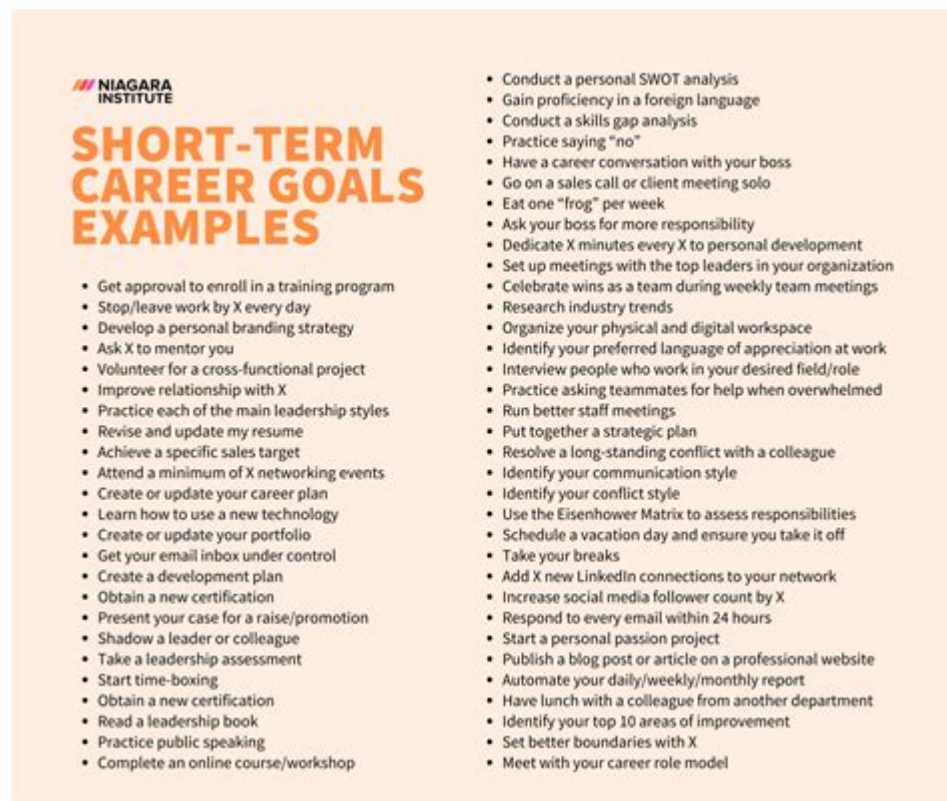 NIAGARA
INSTITUTE
SHORT-TERM
CAREER GOALS
EXAMPLES
• Get approval to enroll in a training program
• Stop/leave work by X every day
• Develop a personal branding strategy
• Ask X to mentor you
• Volunteer for a cross-functional project
• Improve relationship with X
• Practice each of the main leadership styles
• Revise and update my resume
• Achieve a specific sales target
• Attend a minimum of X networking events
• Create or update your career plan
• Learn how to use a new technology
• Create or update your portfolio
• Get your email inbox under control
• Create a development plan
• Obtain a new certification
• Present your case for a raise/promotion
• Shadow a leader or colleague
• Take a leadership assessment
• Start time-boxing
• Obtain a new certification
• Read a leadership book
• Practice public speaking
• Complete an online course/workshop
• Conduct a personal SWOT analysis
• Gain proficiency in a foreign language
• Conduct a skills gap analysis
• Practice saying “no”
• Have a career conversation with your boss
• Go on a sales call or client meeting solo
• Eat one “frog” per week
• Ask your boss for more responsibility
• Dedicate X minutes every X to personal development
• Set up meetings with the top leaders in your organization
• Celebrate wins as a team during weekly team meetings
• Research industry trends
• Organize your physical and digital workspace
• Identify your preferred language of appreciation at work
• Interview people who work in your desired field/role
• Practice asking teammates for help when overwhelmed
• Run better staff meetings
• Put together a strategic plan
• Resolve a long-standing conflict with a colleague
• Identify your communication style
• Identify your conflict style
• Use the Eisenhower Matrix to assess responsibilities
• Schedule a vacation day and ensure you take it off
• Take your breaks
• Add X new LinkedIn connections to your network
• Increase social media follower count by X
• Respond to every email within 24 hours
• Start a personal passion project
• Publish a blog post or article on a professional website
• Automate your daily/weekly/monthly report
• Have lunch with a colleague from another department
• Identify your top 10 areas of improvement
• Set better boundaries with X
• Meet with your career role model